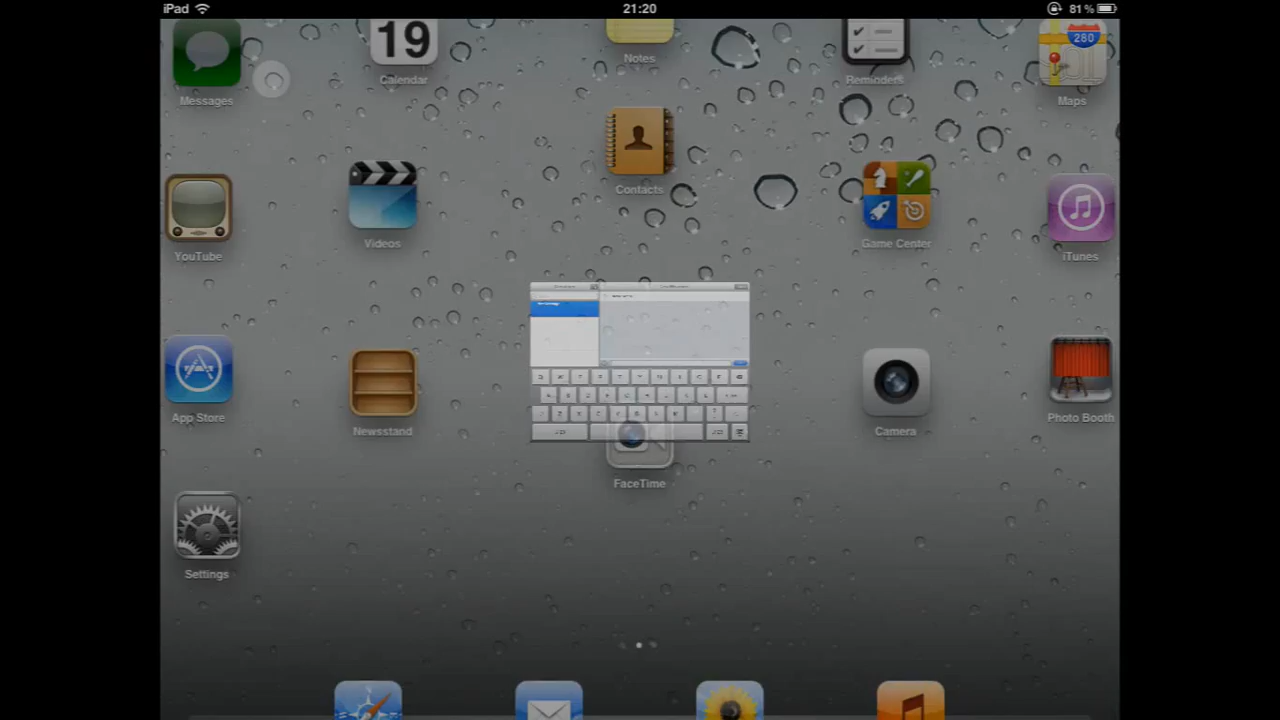 iPad 21:20 81%
19 280
Notes
Calendar Reminders
Messages Maps
Contacts
Videos Game Center
YouTube iTunes
App Store Photo Booth
Newsstand Camera
FaceTime
Settings